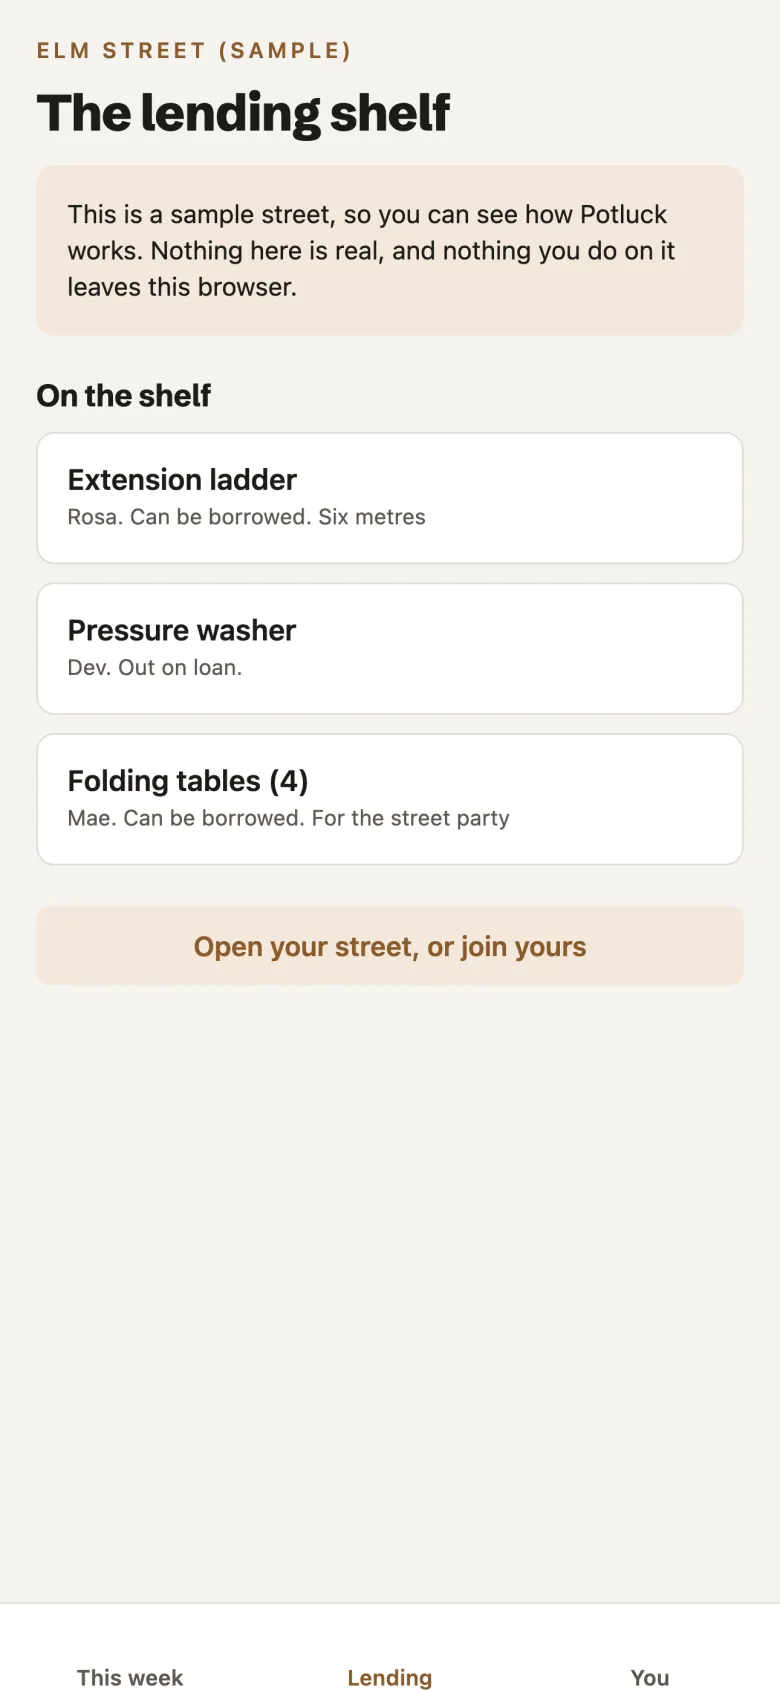 ELM STREET (SAMPLE)
The lending shelf
This is a sample street, so you can see how Potluck
works. Nothing here is real, and nothing you do on it
leaves this browser.
On the shelf
Extension ladder
Rosa. Can be borrowed. Six metres
Pressure washer
Dev. Out on loan.
Folding tables (4)
Mae. Can be borrowed. For the street party
Open your street, or join yours
This week
Lending
You